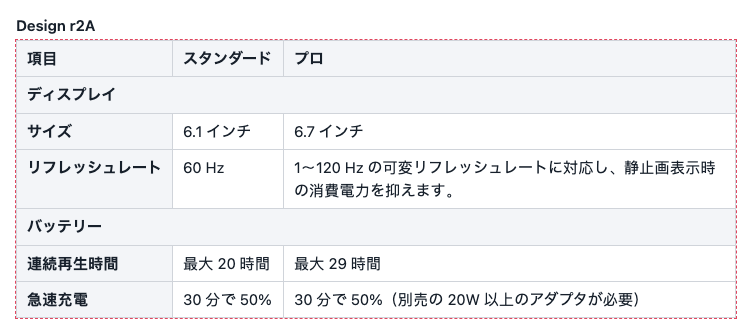 Design r2A
項目 スタンダード プロ
ディスプレイ
サイズ 6.1 インチ 6.7 インチ
リフレッシュレート 60 Hz 1〜120 Hz の可変リフレッシュレートに対応し、静止画表示時
の消費電力を抑えます。
バッテリー
連続再生時間 最大 20 時間 最大 29 時間
急速充電 30 分で 50% 30 分で 50%（別売の 20W 以上のアダプタが必要）